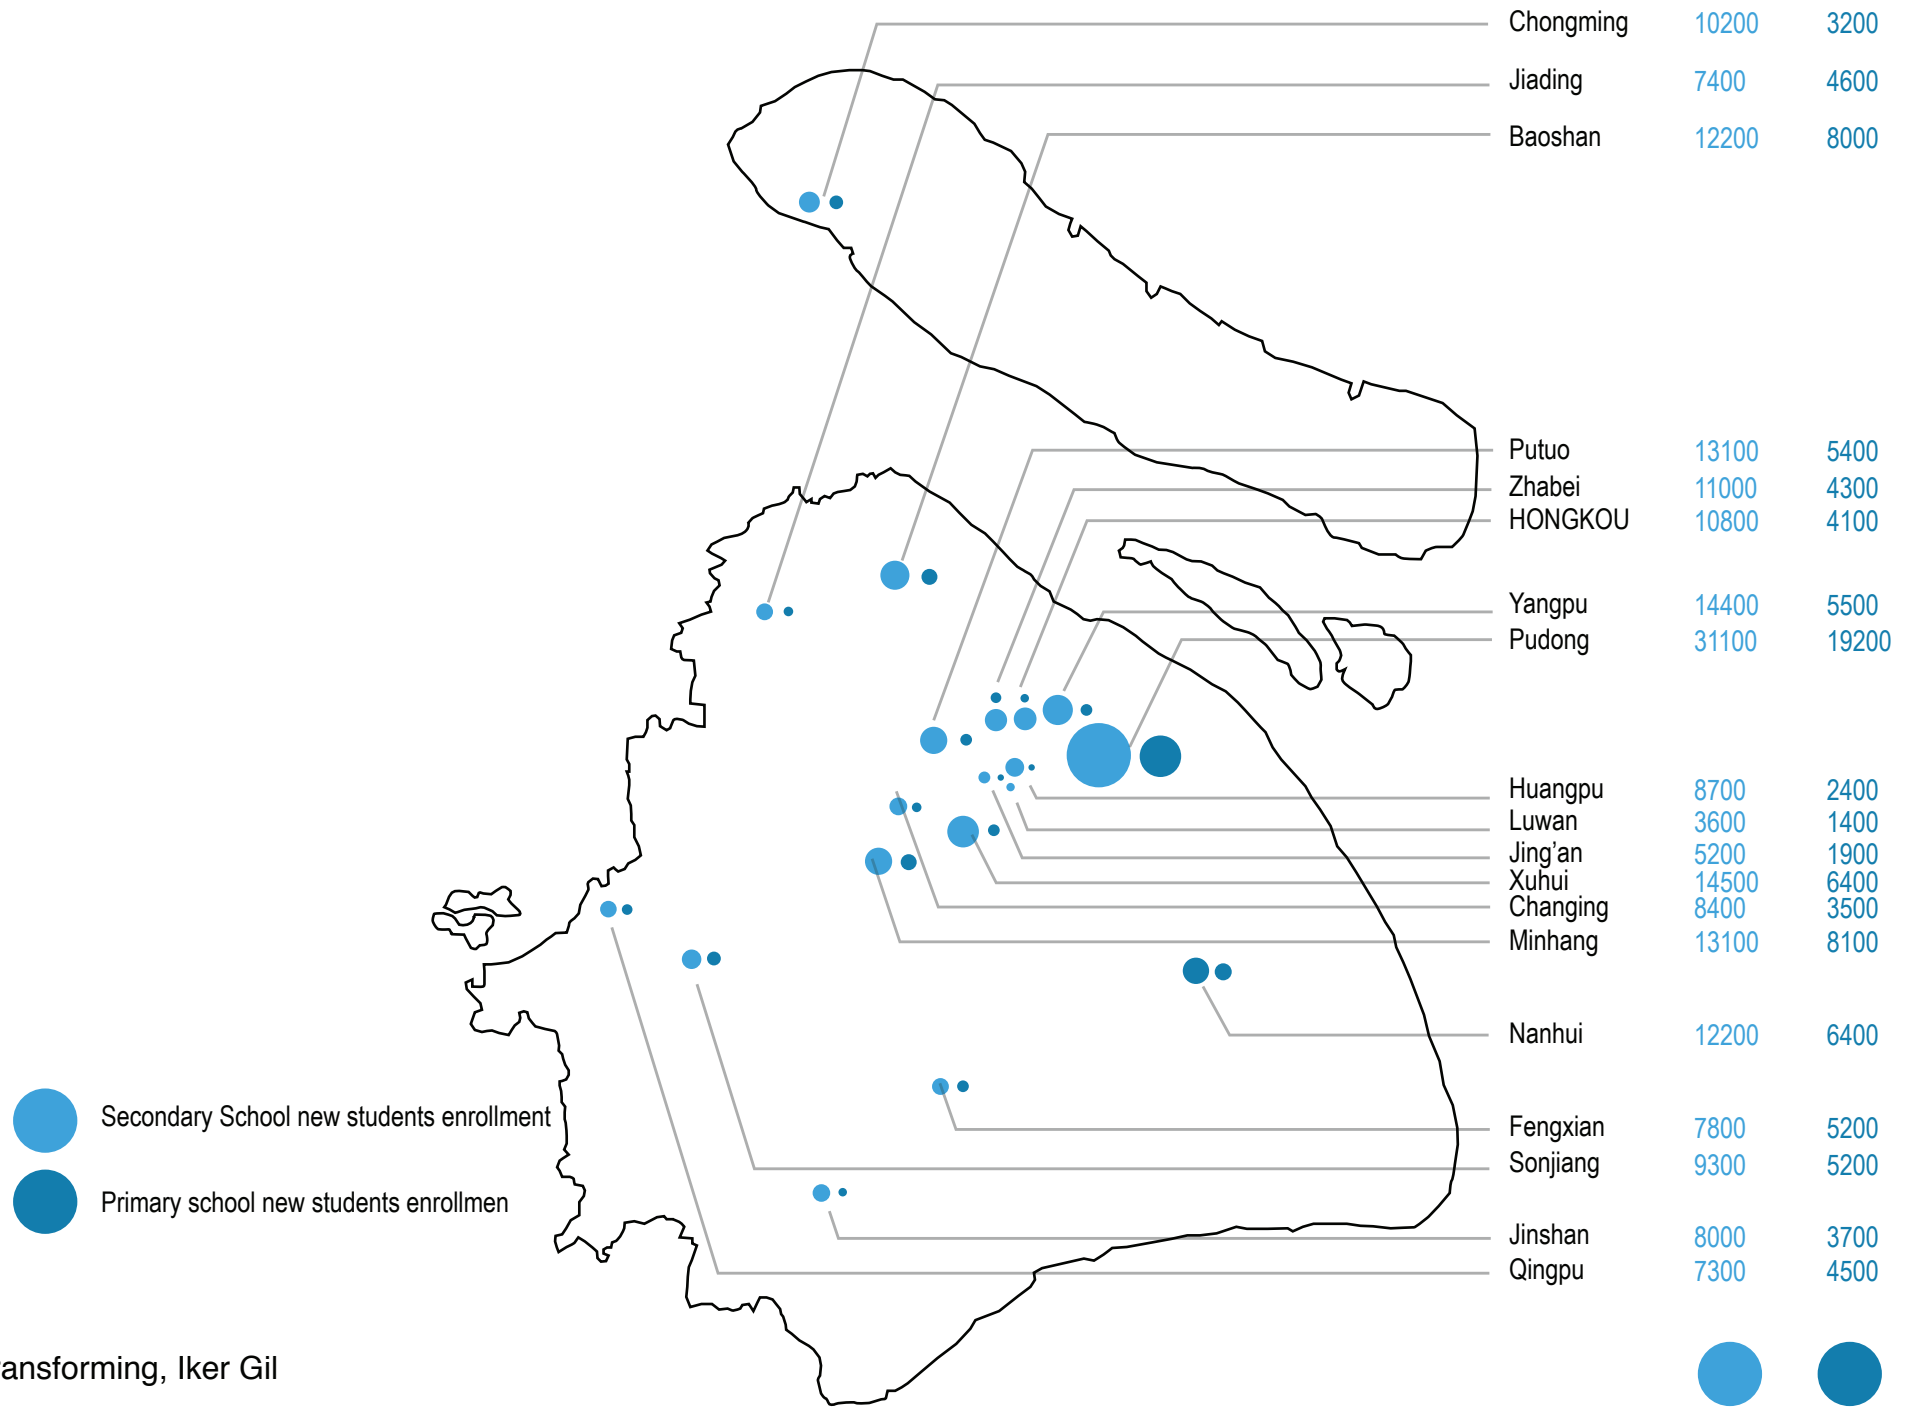 Chongming 10200 3200
Jiading 7400 4600
Baoshan 12200 8000
Putuo 13100 5400
Zhabei 11000 4300
HONGKOU 10800 4100
Yangpu 14400 5500
Pudong 31100 19200
Huangpu 8700 2400
Luwan 3600 1400
Jing’an 5200 1900
Xuhui 14500 6400
Changing 8400 3500
Minhang 13100 8100
Nanhui 12200 6400
Fengxian 7800 5200
Sonjiang 9300 5200
Jinshan 8000 3700
Qingpu 7300 4500
Secondary School new students enrollment
Primary school new students enrollmen
ansforming, Iker Gil